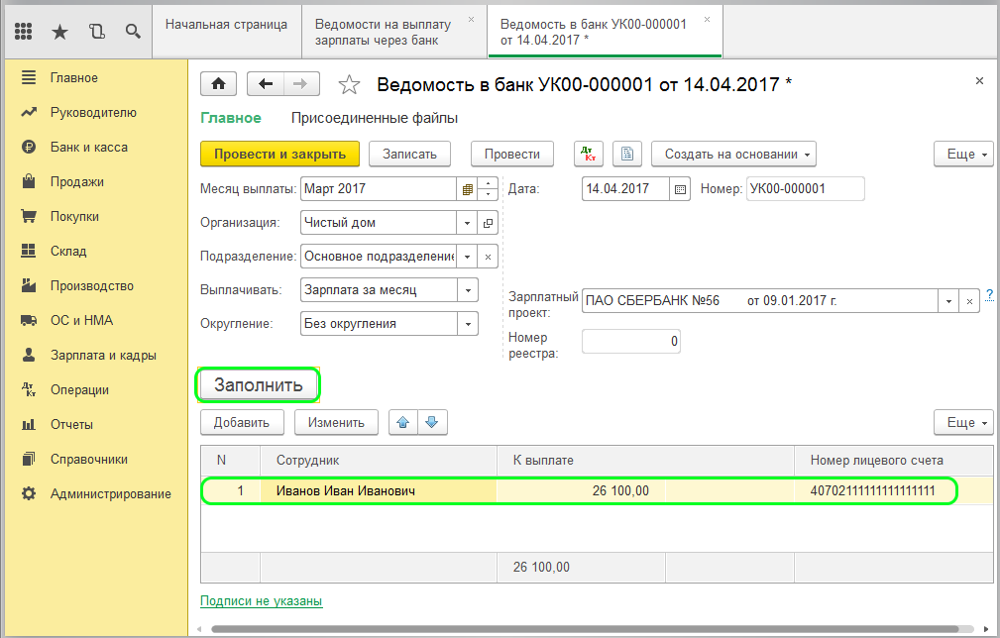 Начальная страница
Ведомости на выплату
зарплаты через банк
Ведомость в банк УК00-000001
от 14.04.2017 *
Главное
Руководителю
Банк и касса
Продажи
Покупки
Склад
Производство
ОС и НМА
Зарплата и кадры
Операции
Отчеты
Справочники
Администрирование
Ведомость в банк УК00-000001 от 14.04.2017 *
Главное Присоединенные файлы
Провести и закрыть Записать Провести Дт Кт Создать на основании Еще
Месяц выплаты: Март 2017 Дата: 14.04.2017 Номер: УК00-000001
Организация: Чистый дом
Подразделение: Основное подразделение
Выплачивать: Зарплата за месяц
Зарплатный
проект: ПАО СБЕРБАНК №56 от 09.01.2017 г. ?
Округление: Без округления
Номер
реестра: 0
Заполнить
Добавить Изменить Еще
N Сотрудник К выплате Номер лицевого счета
1 Иванов Иван Иванович 26 100,00 40702111111111111111
26 100,00
Подписи не указаны